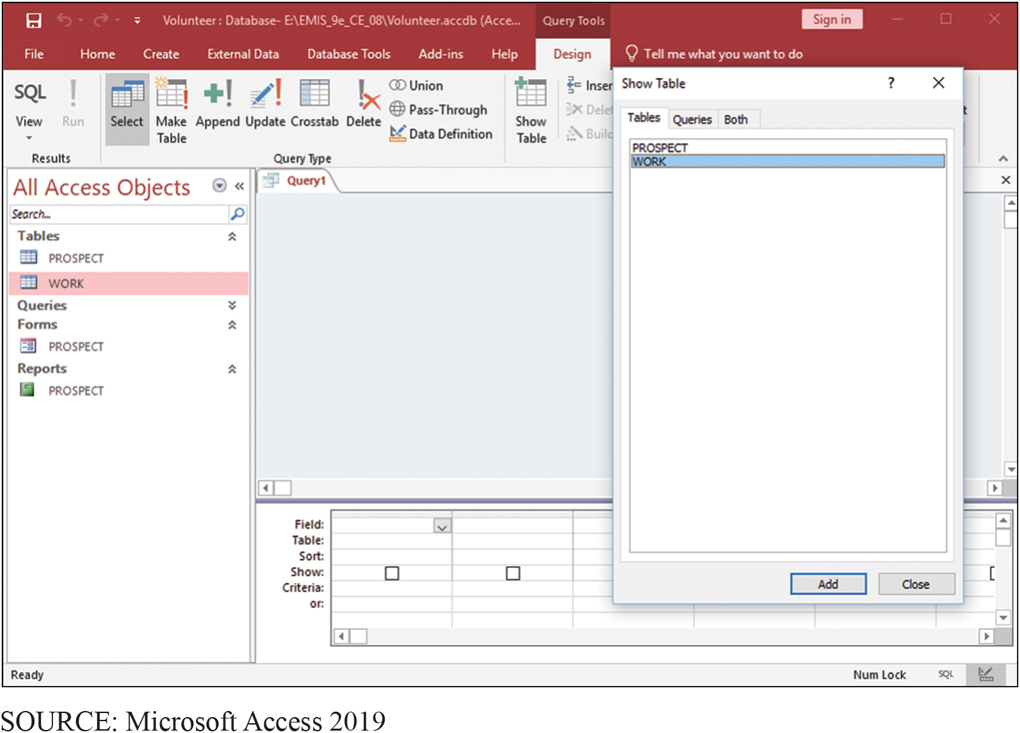 Volunteer : Database- E:\EMIS_9e_CE_08\Volunteer.accdb (Acce...
Query Tools
Sign in
File Home Create External Data Database Tools Add-ins Help Design Tell me what you want to do
SQL
View
Run
Results
Select
Make
Table
Append
Update
Crosstab
Delete
Union
Pass-Through
Data Definition
Query Type
Show
Table
Inser
Dele
Buil
t
Show Table
?
Tables Queries Both
PROSPECT
WORK
Add Close
All Access Objects
Search...
Tables
PROSPECT
WORK
Queries
Forms
PROSPECT
Reports
PROSPECT
Query1
Field:
Table:
Sort:
Show:
Criteria:
or:
Ready
Num Lock
SQL
SOURCE: Microsoft Access 2019